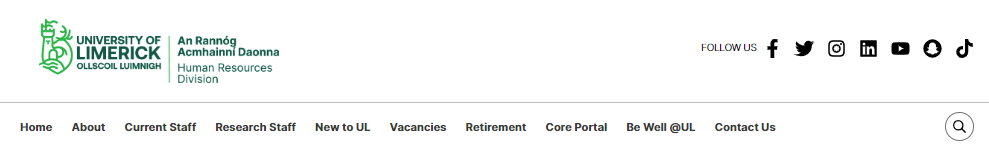 UNIVERSITY OF
LIMERICK
OLLSCOIL LUIMNIGH
An Rannóg
Acmhainní Daonna
Human Resources
Division
FOLLOW US
Home About Current Staff Research Staff New to UL Vacancies Retirement Core Portal Be Well @UL Contact Us